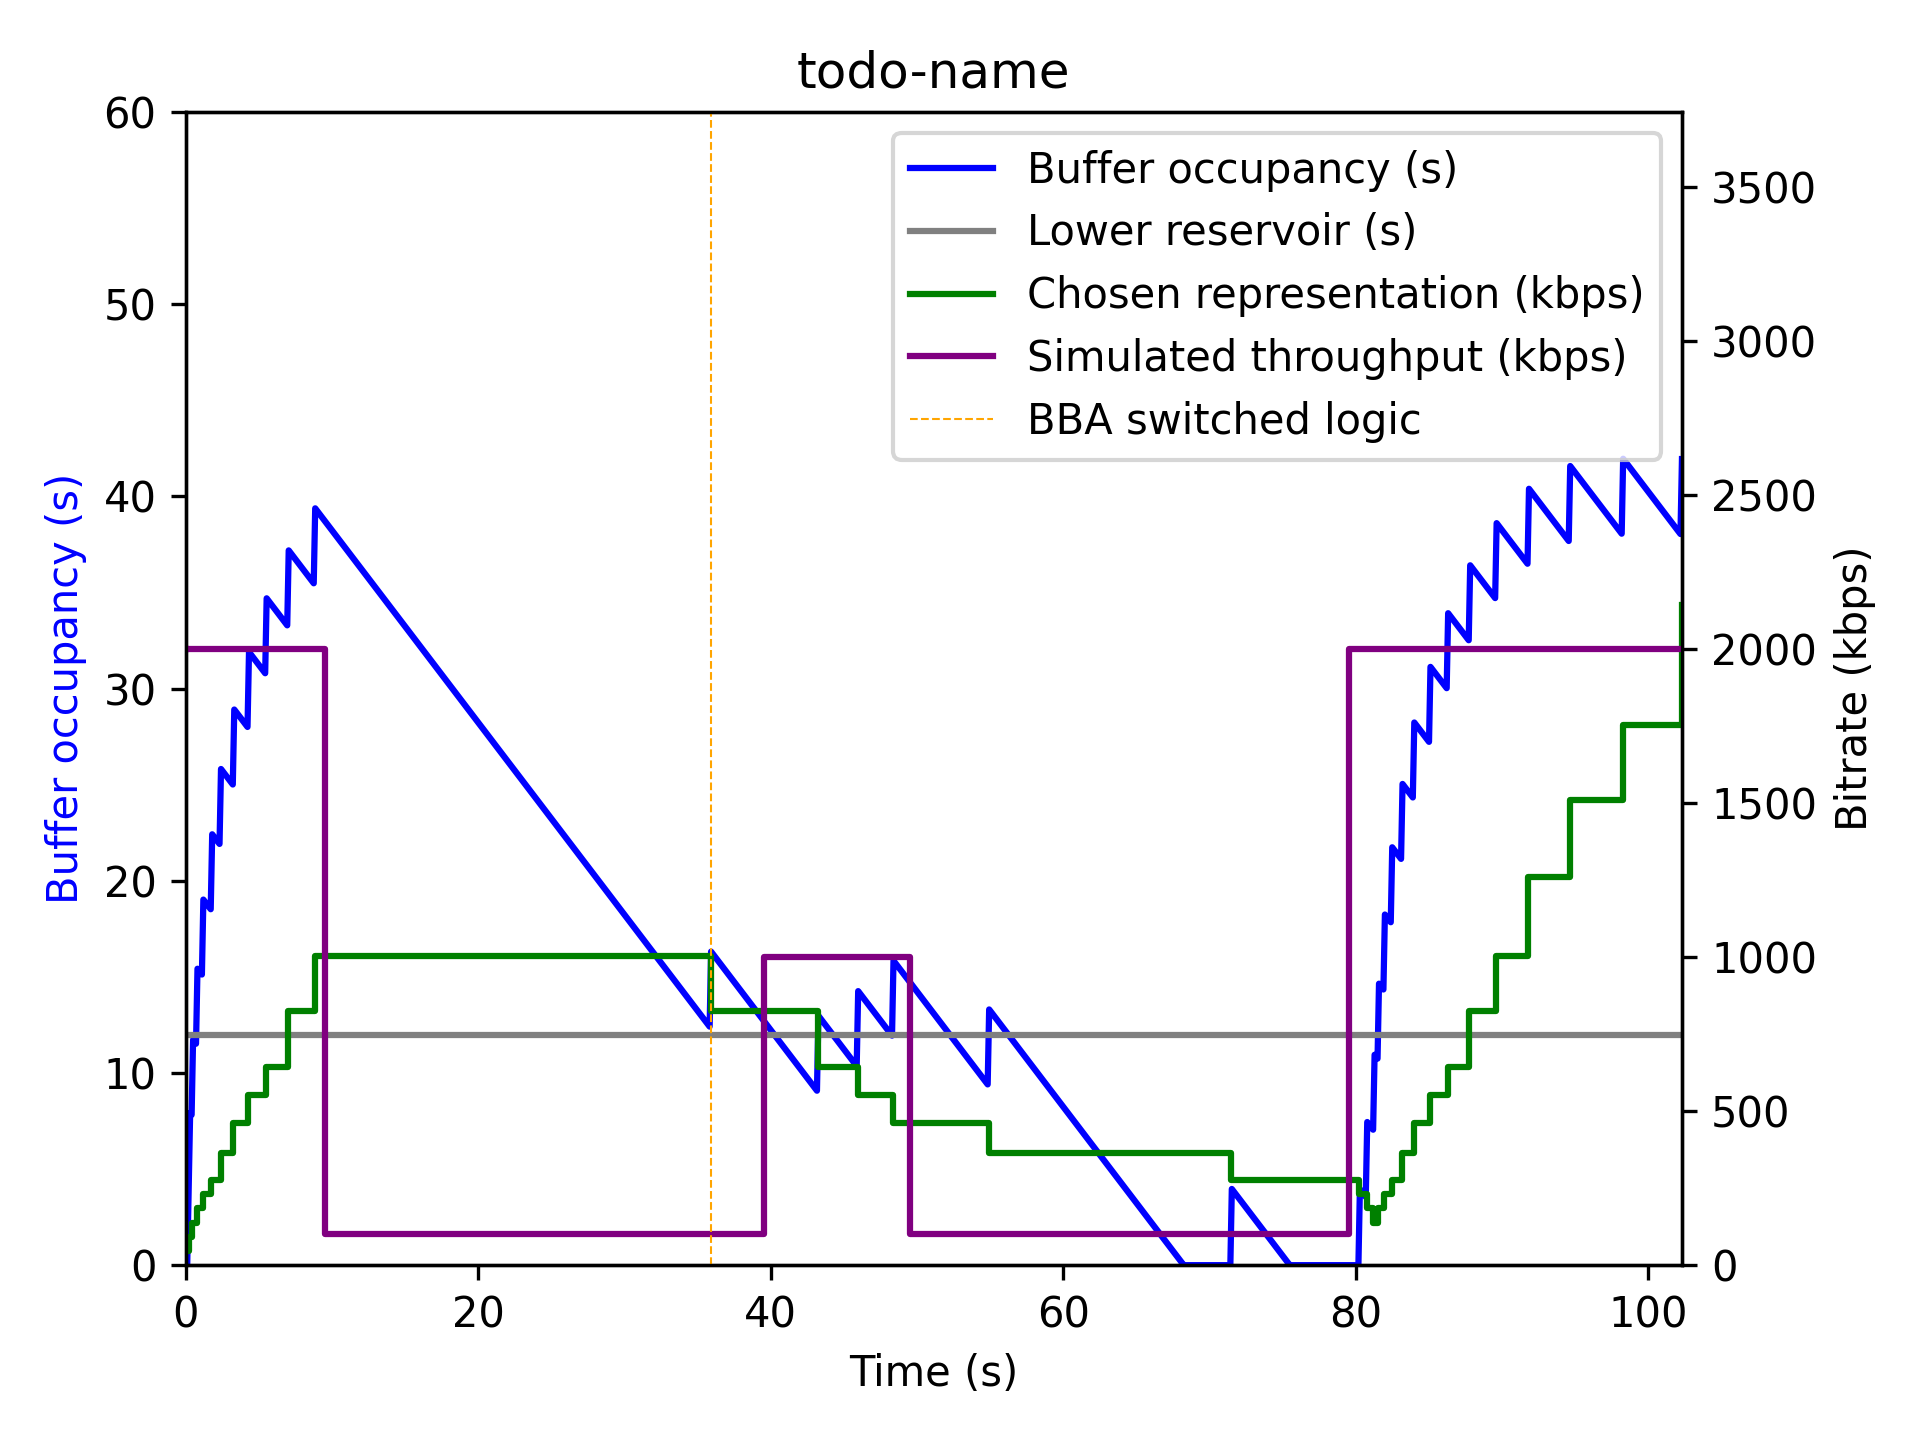 todo-name
60
50
40
30
20
10
0
Buffer occupancy (s)
Buffer occupancy (s)
Lower reservoir (s)
Chosen representation (kbps)
Simulated throughput (kbps)
BBA switched logic
3500
3000
2500
2000
1500
1000
500
0
Bitrate (kbps)
0 20 40 60 80 100
Time (s)